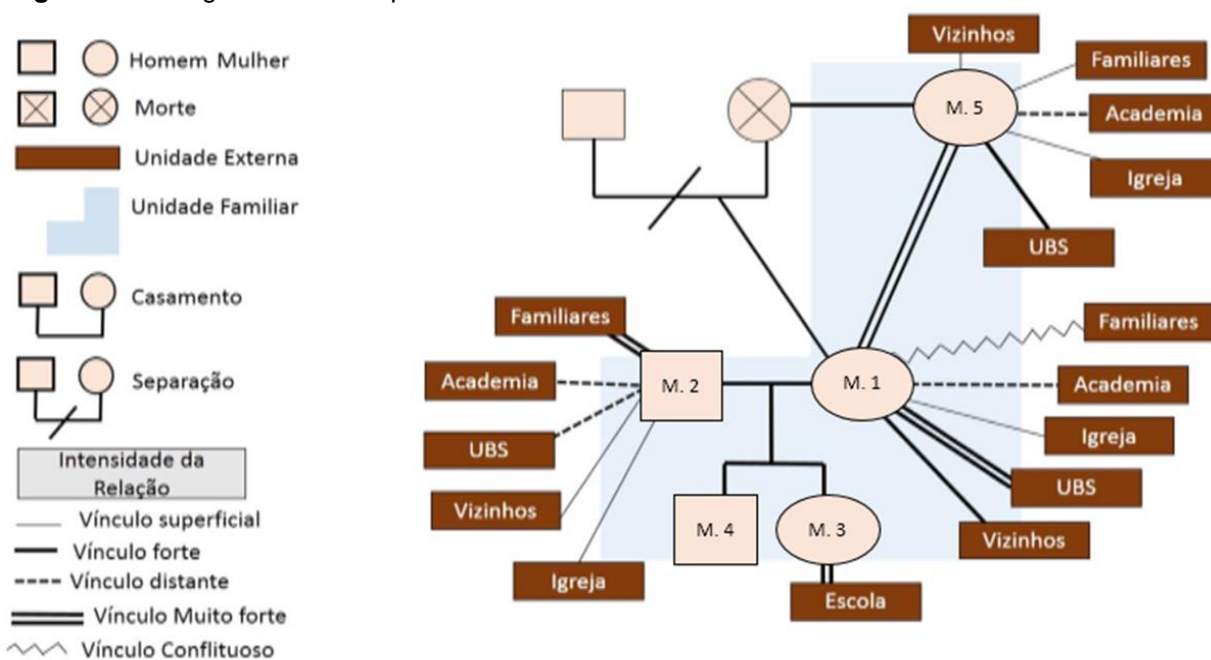 Homem Mulher
Morte
Unidade Externa
Unidade Familiar
Casamento
Separação
Intensidade da
Relação
Vínculo superficial
Vínculo forte
Vínculo distante
Vínculo Muito forte
Vínculo Conflituoso
Vizinhos
Familiares
M. 5
Academia
Igreja
UBS
Familiares
Familiares
Academia
M. 2
M. 1
Academia
UBS
Igreja
UBS
Vizinhos
M. 4
M. 3
Vizinhos
Igreja
Escola